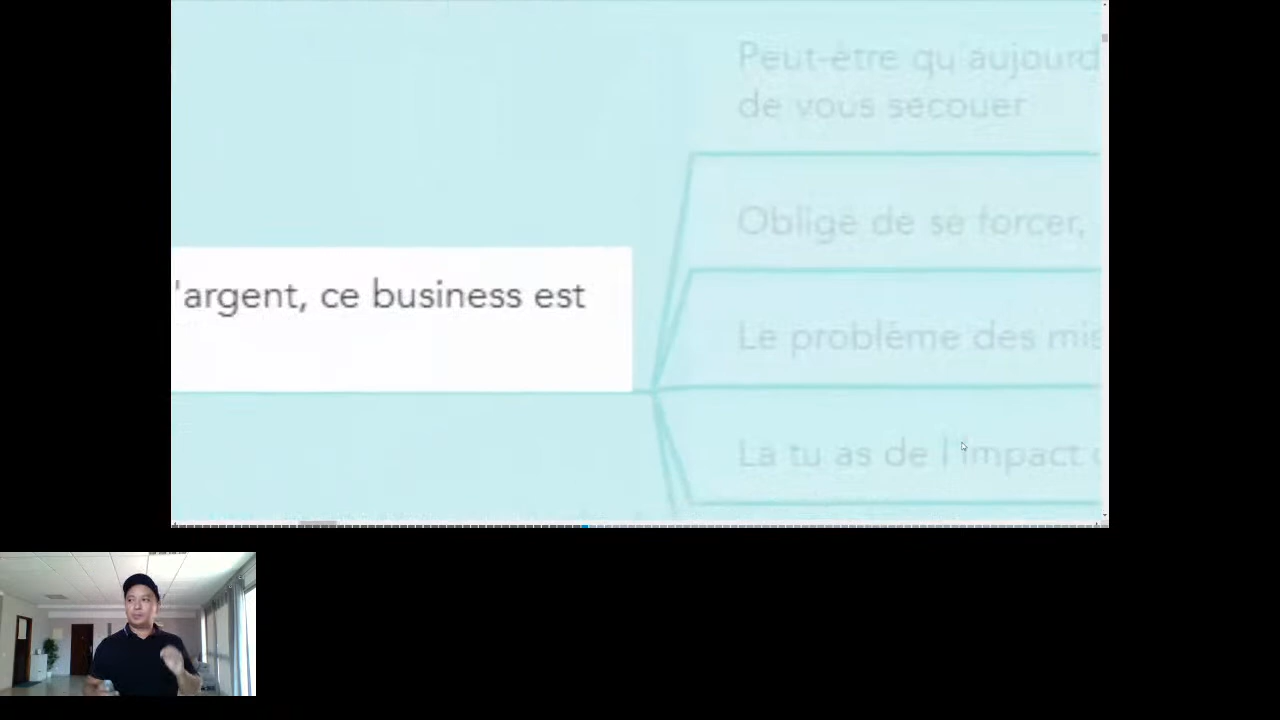 Peut-être qu'aujourd
de vous secouer
Obligé de se forcer,
'argent, ce business est
Le problème des mis
La tu as de l'impact